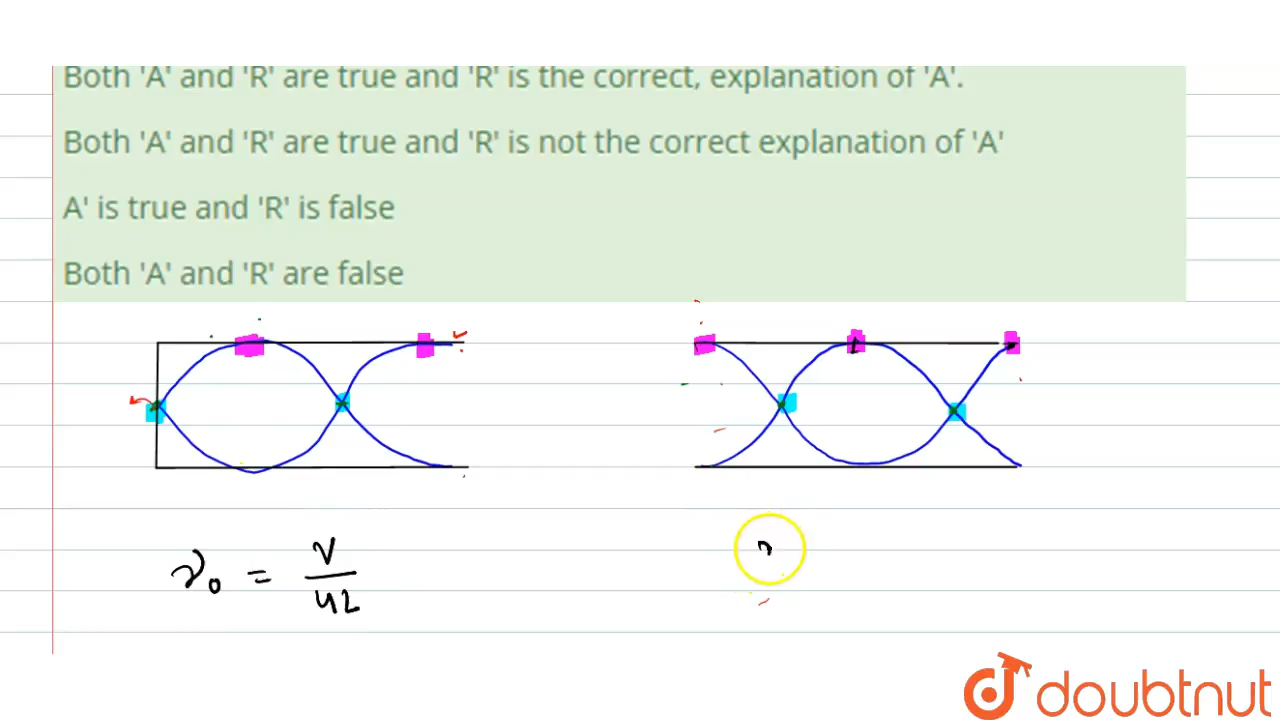 Both 'A' and 'R' are true and 'R' is the correct, explanation of 'A'.
Both 'A' and 'R' are true and 'R' is not the correct explanation of 'A'
A' is true and 'R' is false
Both 'A' and 'R' are false
ν₀ = v/4L
doubtnut